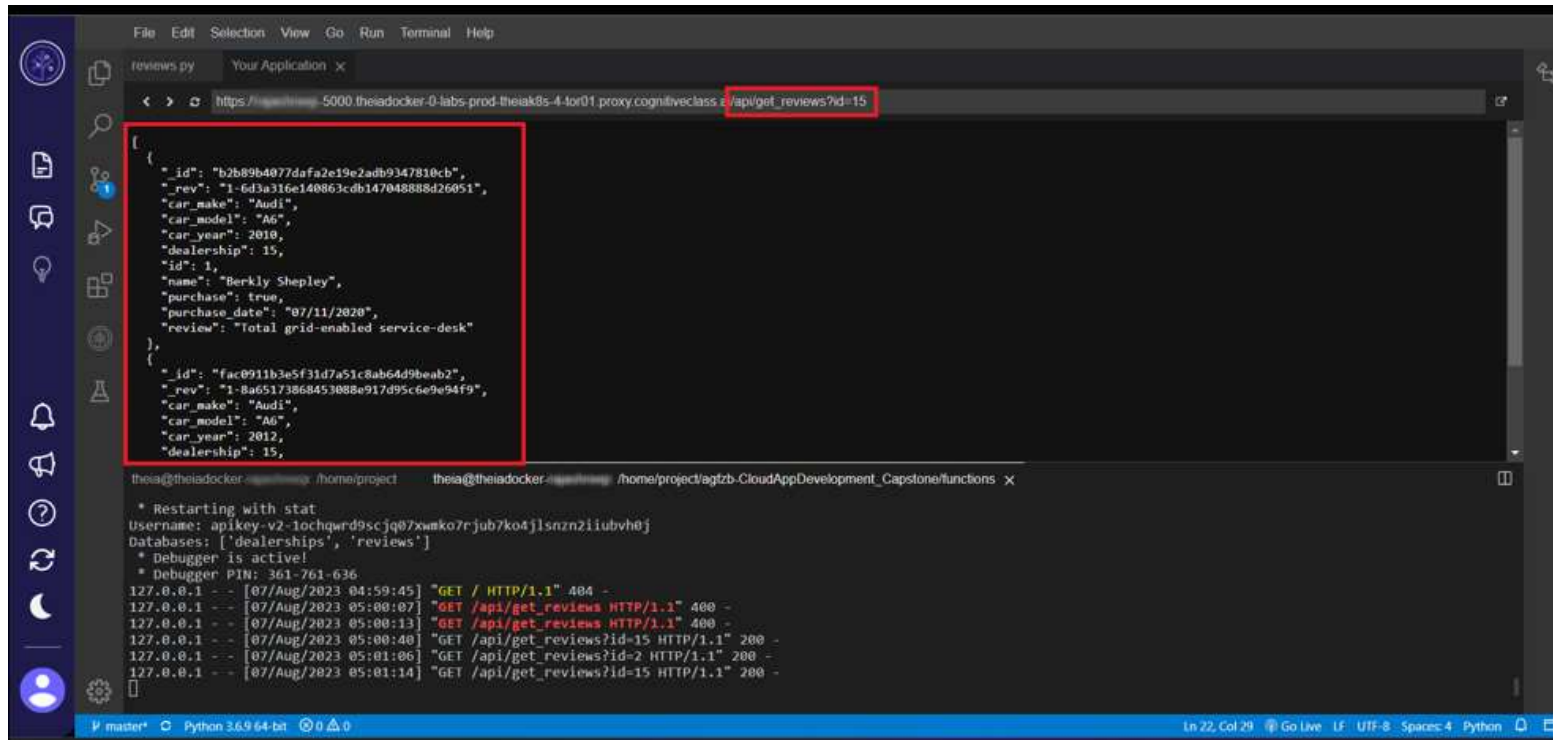 File Edit Selection View Go Run Terminal Help
reviews.py Your Application ×
https:/ -5000.theiadocker-0-labs-prod-theiak8s-4-tor01.proxy.cognitiveclass.a /api/get_reviews?id=15
[
{
"_id": "b2b89b4077dafa2e19e2adb9347810cb",
"_rev": "1-6d3a316e140863cdb147048888d26051",
"car_make": "Audi",
"car_model": "A6",
"car_year": 2010,
"dealership": 15,
"id": 1,
"name": "Berkly Shepley",
"purchase": true,
"purchase_date": "07/11/2020",
"review": "Total grid-enabled service-desk"
},
{
"_id": "fac0911b3e5f31d7a51c8ab64d9beab2",
"_rev": "1-8a65173868453088e917d95c6e9e94f9",
"car_make": "Audi",
"car_model": "A6",
"car_year": 2012,
"dealership": 15,
theia@theiadocker- /home/project theia@theiadocker- /home/project/agfzb-CloudAppDevelopment_Capstone/functions ×
* Restarting with stat
Username: apikey-v2-1ochqwrd9scjq07xwmko7rjub7ko4jlsnzn2iiubvh0j
Databases: ['dealerships', 'reviews']
* Debugger is active!
* Debugger PIN: 361-761-636
127.0.0.1 - - [07/Aug/2023 04:59:45] "GET / HTTP/1.1" 404 -
127.0.0.1 - - [07/Aug/2023 05:00:07] "GET /api/get_reviews HTTP/1.1" 400 -
127.0.0.1 - - [07/Aug/2023 05:00:13] "GET /api/get_reviews HTTP/1.1" 400 -
127.0.0.1 - - [07/Aug/2023 05:00:40] "GET /api/get_reviews?id=15 HTTP/1.1" 200 -
127.0.0.1 - - [07/Aug/2023 05:01:06] "GET /api/get_reviews?id=2 HTTP/1.1" 200 -
127.0.0.1 - - [07/Aug/2023 05:01:14] "GET /api/get_reviews?id=15 HTTP/1.1" 200 -
master* Python 3.6.9 64-bit 0 0 Ln 22, Col 29 Go Live LF UTF-8 Spaces: 4 Python